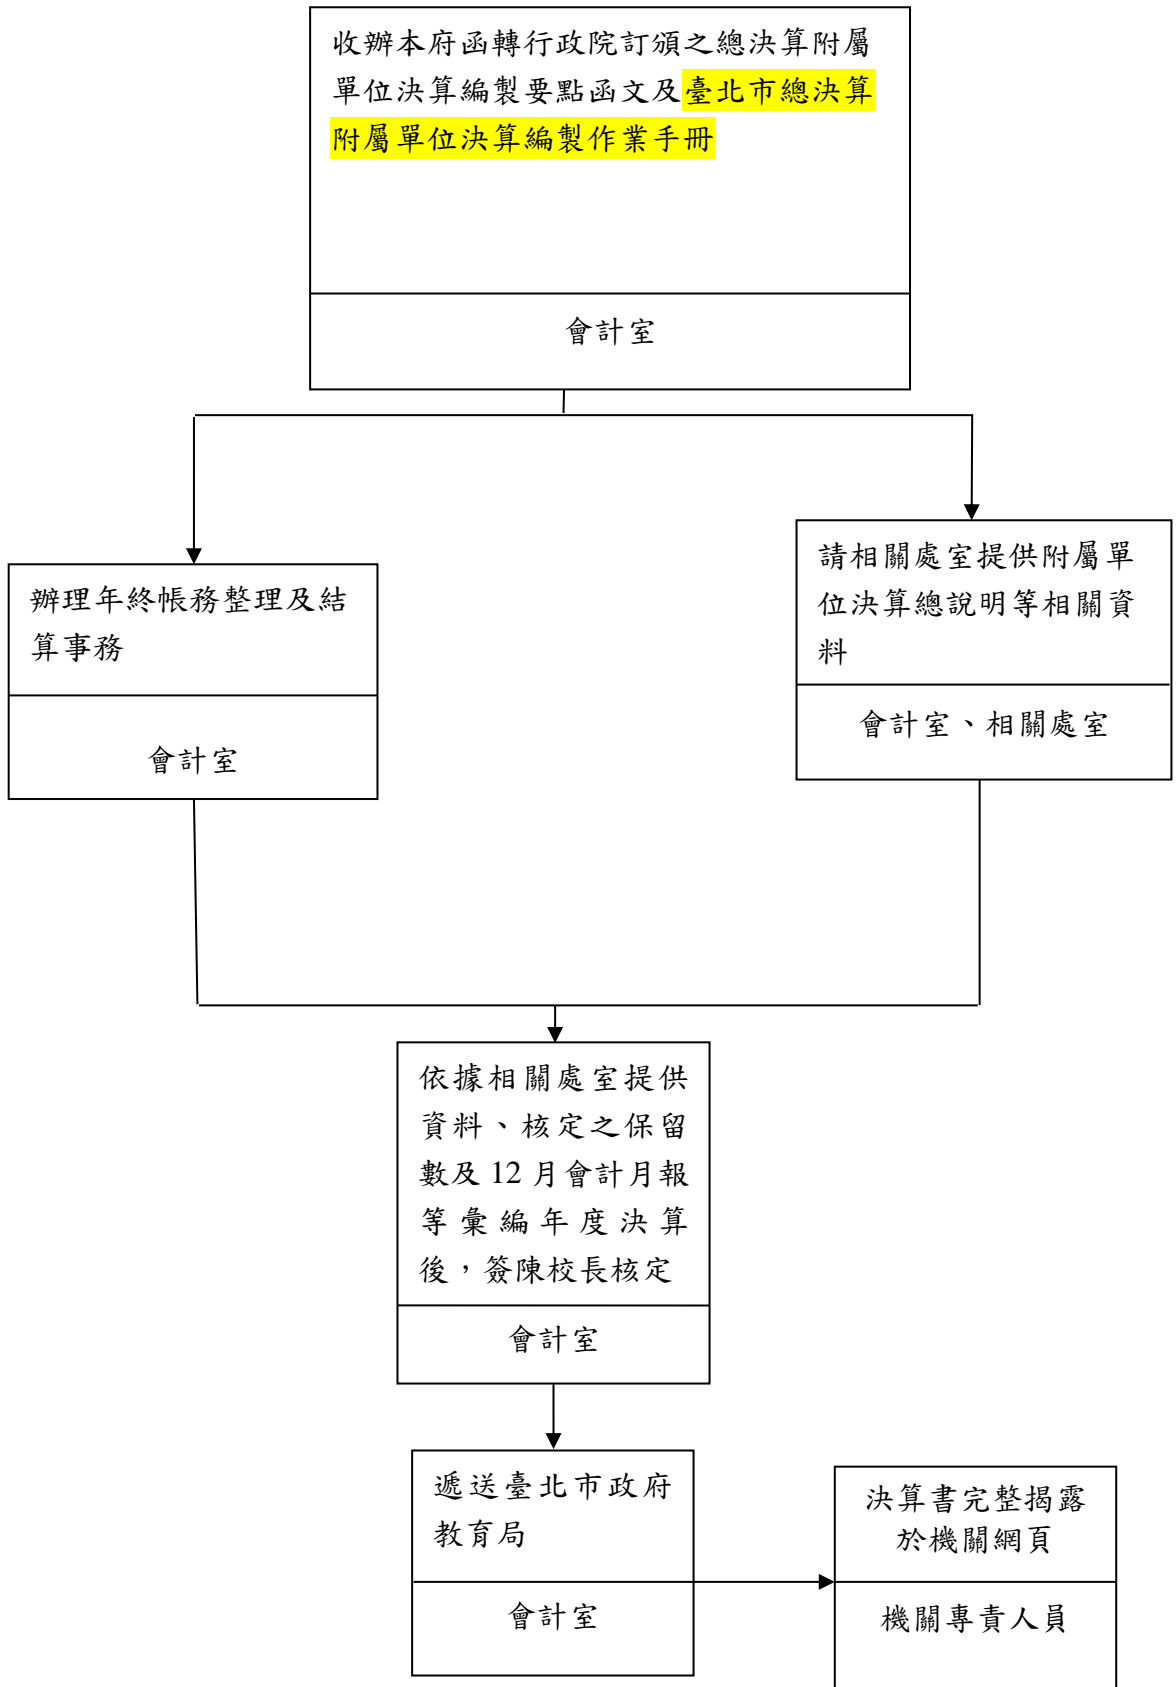 收辦本府函轉行政院訂頒之總決算附屬
單位決算編製要點函文及臺北市總決算
附屬單位決算編製作業手冊
會計室
辦理年終帳務整理及結
算事務
會計室
請相關處室提供附屬單
位決算總說明等相關資
料
會計室、相關處室
依據相關處室提供
資料、核定之保留
數及 12 月會計月報
等彙編年度決算
後，簽陳校長核定
會計室
遞送臺北市政府
教育局
會計室
決算書完整揭露
於機關網頁
機關專責人員